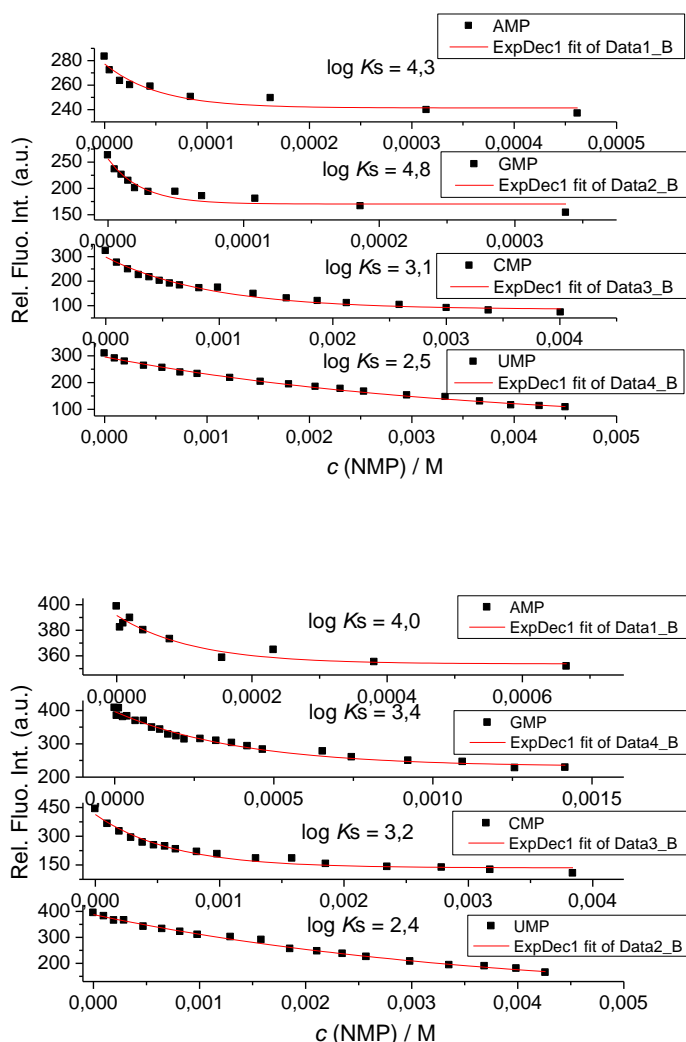 AMP
ExpDec1 fit of Data1_B
log Ks = 4,3
280
260
240
0,0000 0,0001 0,0002 0,0003 0,0004 0,0005
GMP
ExpDec1 fit of Data2_B
log Ks = 4,8
250
200
150
0,0000 0,0001 0,0002 0,0003
CMP
ExpDec1 fit of Data3_B
log Ks = 3,1
300
200
100
0,000 0,001 0,002 0,003 0,004
UMP
ExpDec1 fit of Data4_B
log Ks = 2,5
300
200
100
0,000 0,001 0,002 0,003 0,004 0,005
Rel. Fluo. Int. (a.u.)
c (NMP) / M
AMP
ExpDec1 fit of Data1_B
log Ks = 4,0
400
380
360
0,0000 0,0002 0,0004 0,0006
GMP
ExpDec1 fit of Data4_B
log Ks = 3,4
400
300
200
0,0000 0,0005 0,0010 0,0015
CMP
ExpDec1 fit of Data3_B
log Ks = 3,2
450
300
150
0,000 0,001 0,002 0,003 0,004
UMP
ExpDec1 fit of Data2_B
log Ks = 2,4
400
300
200
0,000 0,001 0,002 0,003 0,004 0,005
Rel. Fluo. Int. (a.u.)
c (NMP) / M